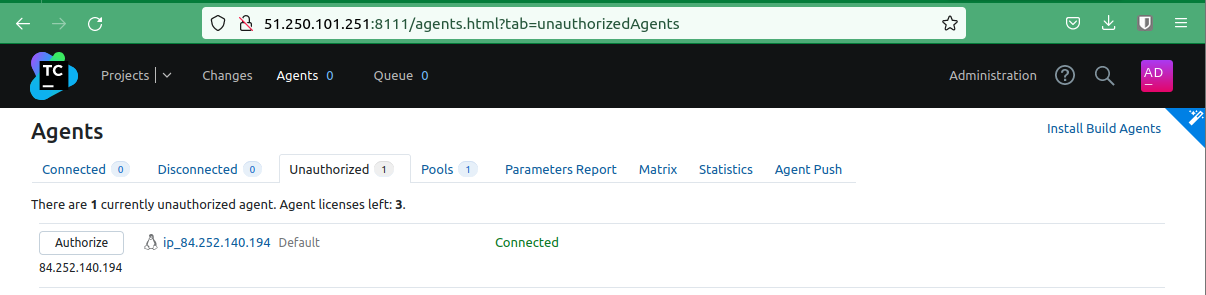 51.250.101.251:8111/agents.html?tab=unauthorizedAgents
TC Projects Changes Agents 0 Queue 0 Administration AD
Agents Install Build Agents
Connected 0 Disconnected 0 Unauthorized 1 Pools 1 Parameters Report Matrix Statistics Agent Push
There are 1 currently unauthorized agent. Agent licenses left: 3.
Authorize ip_84.252.140.194 Default Connected
84.252.140.194